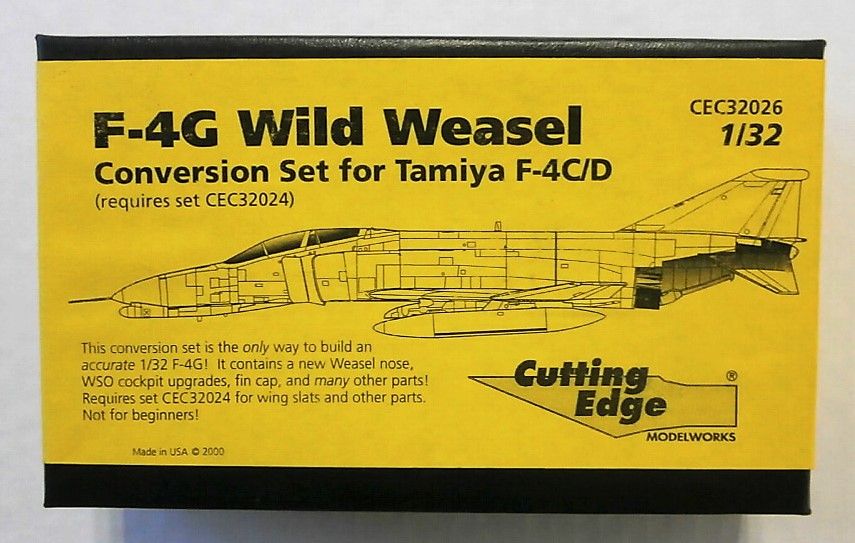 F-4G Wild Weasel
CEC32026
1/32
Conversion Set for Tamiya F-4C/D
(requires set CEC32024)
This conversion set is the only way to build an
accurate 1/32 F-4G! It contains a new Weasel nose,
WSO cockpit upgrades, fin cap, and many other parts!
Requires set CEC32024 for wing slats and other parts.
Not for beginners!
Cutting
Edge
®
MODELWORKS
Made in USA © 2000